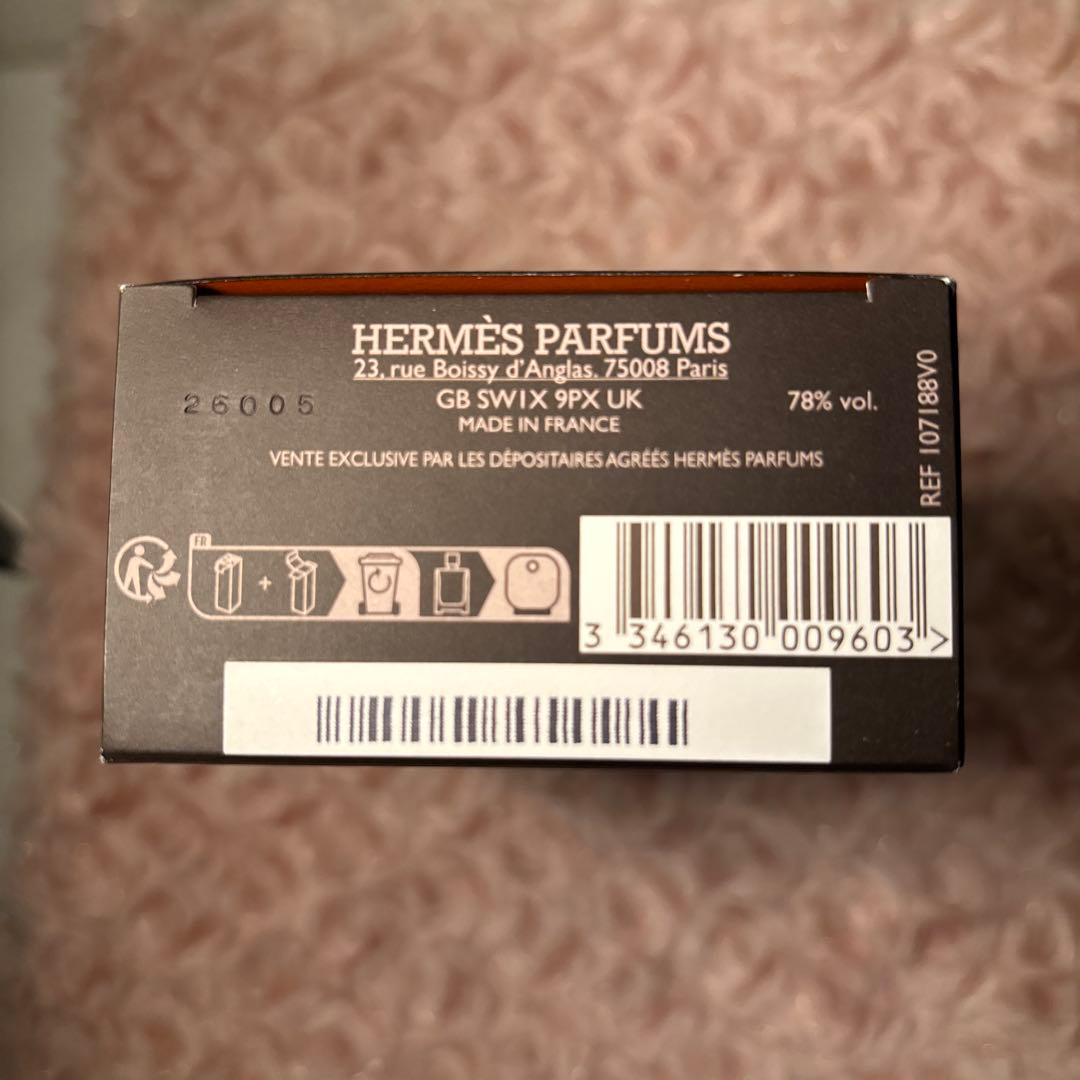 HERMÈS PARFUMS
23, rue Boissy d'Anglas. 75008 Paris
GB SW1X 9PX UK
MADE IN FRANCE
26005
78% vol.
VENTE EXCLUSIVE PAR LES DÉPOSITAIRES AGRÉÉS HERMÈS PARFUMS
REF 107188V0
FR
+
3 346130 009603 >